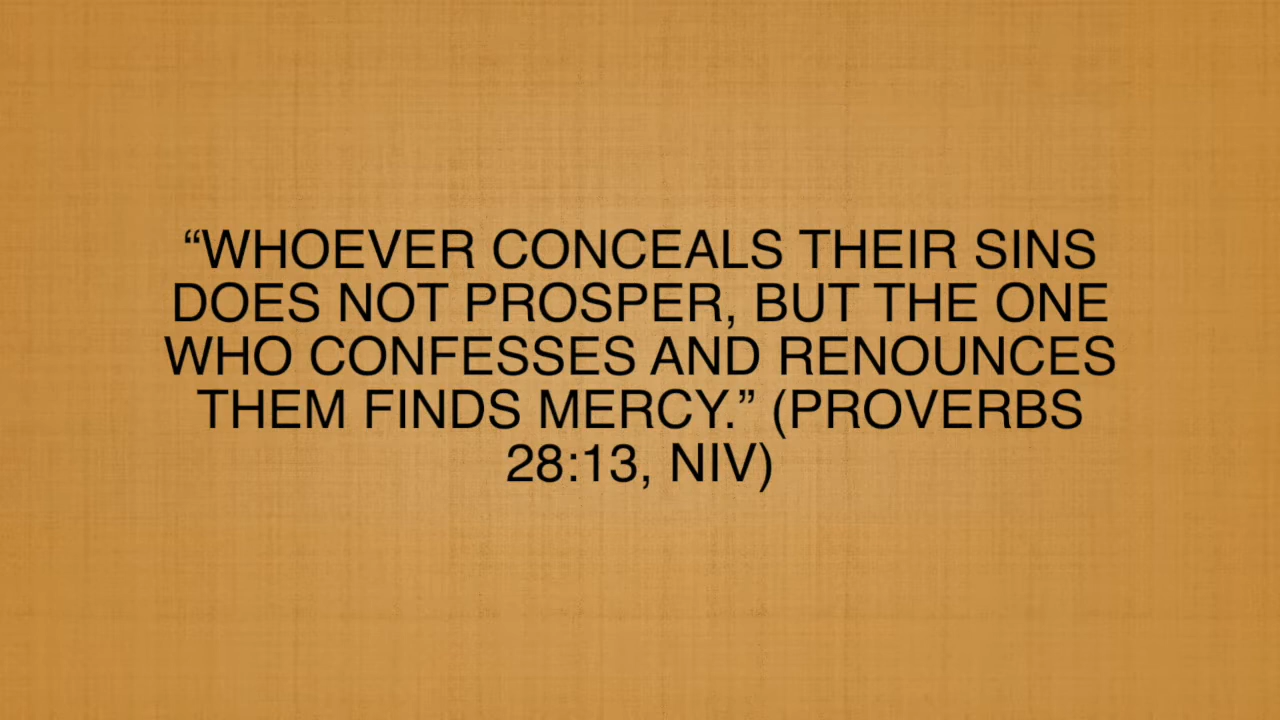 “WHOEVER CONCEALS THEIR SINS
DOES NOT PROSPER, BUT THE ONE
WHO CONFESSES AND RENOUNCES
THEM FINDS MERCY.” (PROVERBS
28:13, NIV)